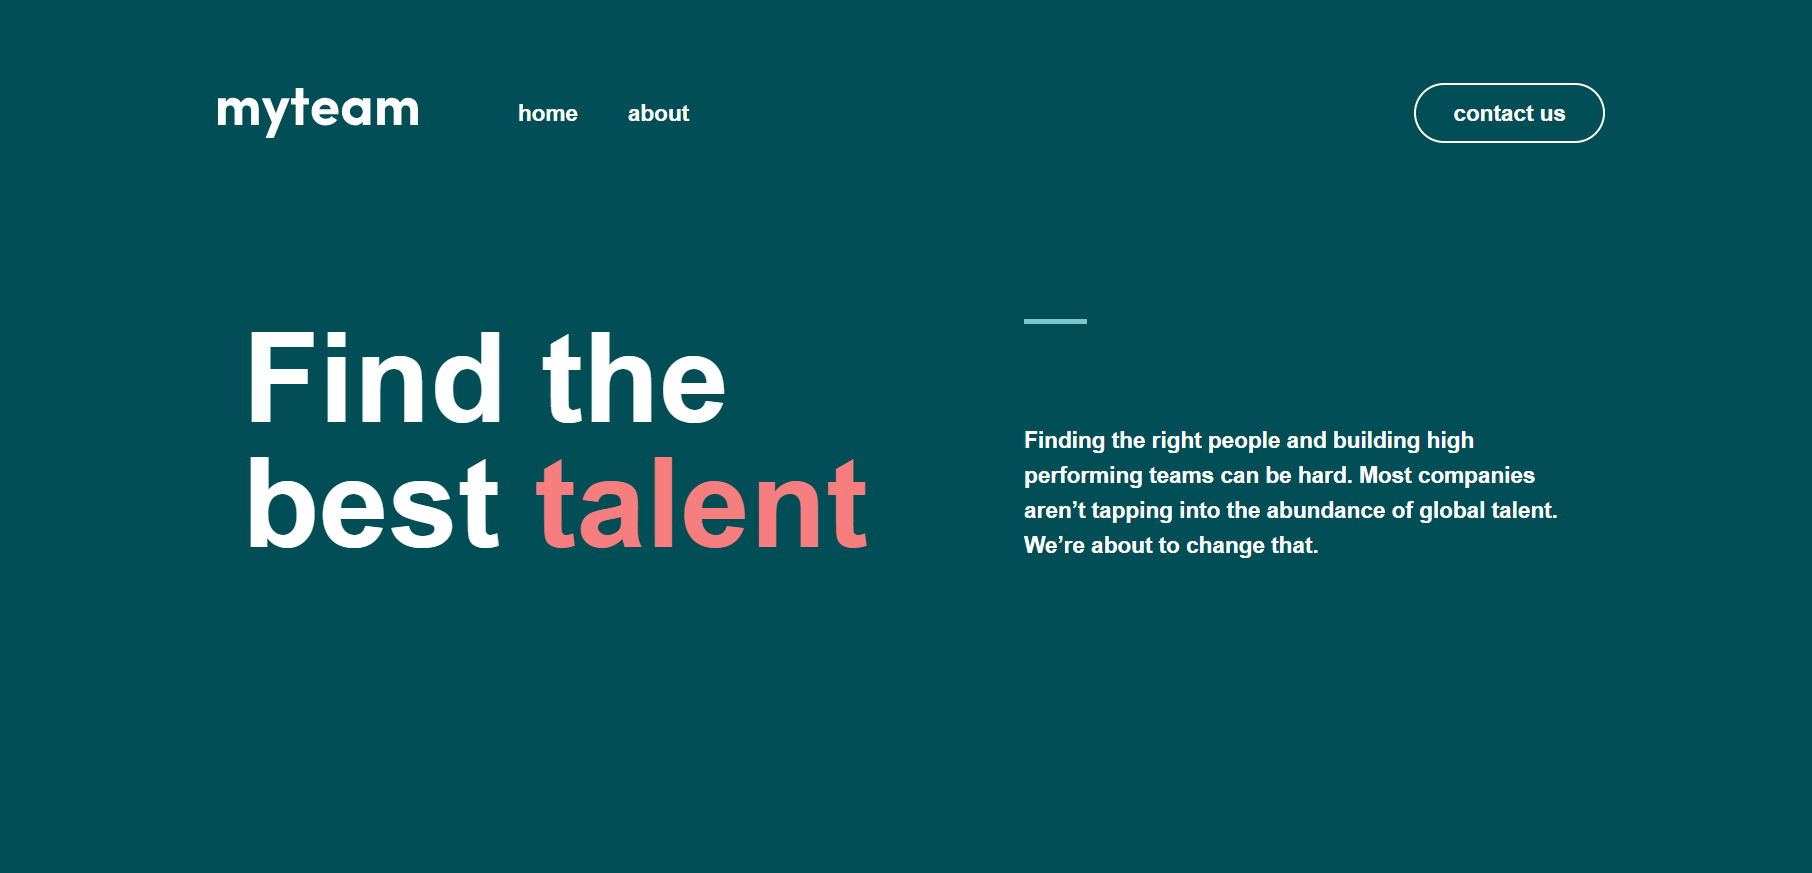 myteam
home
about
contact us
Find the
best talent
Finding the right people and building high
performing teams can be hard. Most companies
aren’t tapping into the abundance of global talent.
We’re about to change that.